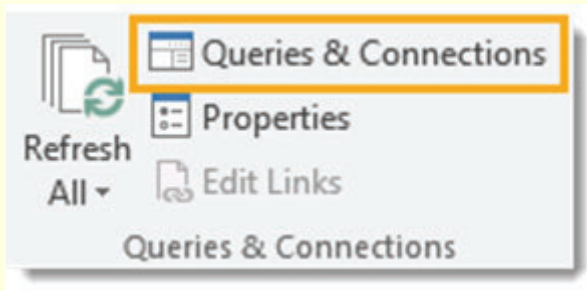 Queries & Connections
Properties
Refresh
All
Edit Links
Queries & Connections